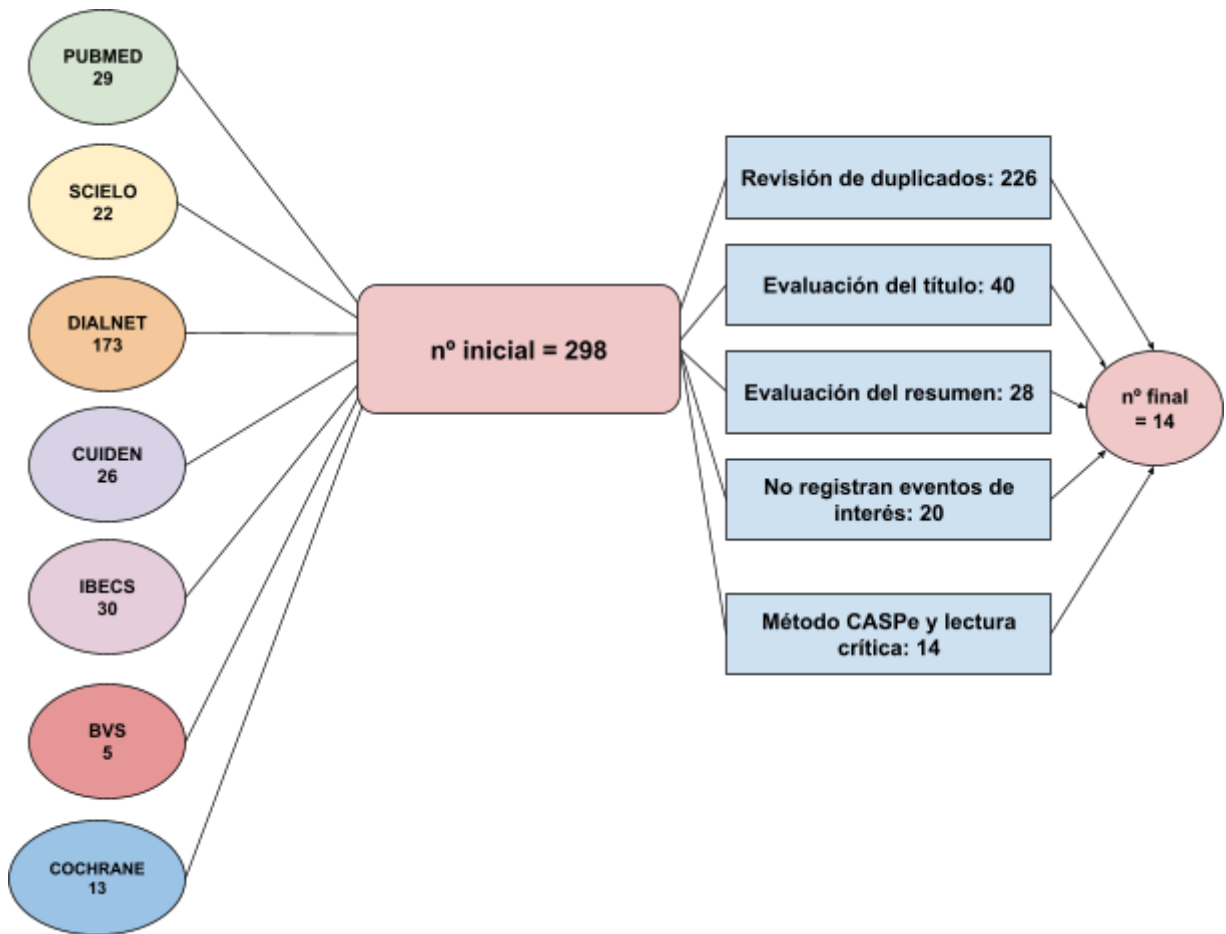 PUBMED
29
SCIELO
22
DIALNET
173
CUIDEN
26
IBECS
30
BVS
5
COCHRANE
13
nº inicial = 298
Revisión de duplicados: 226
Evaluación del título: 40
Evaluación del resumen: 28
No registran eventos de
interés: 20
Método CASPe y lectura
crítica: 14
nº final
= 14